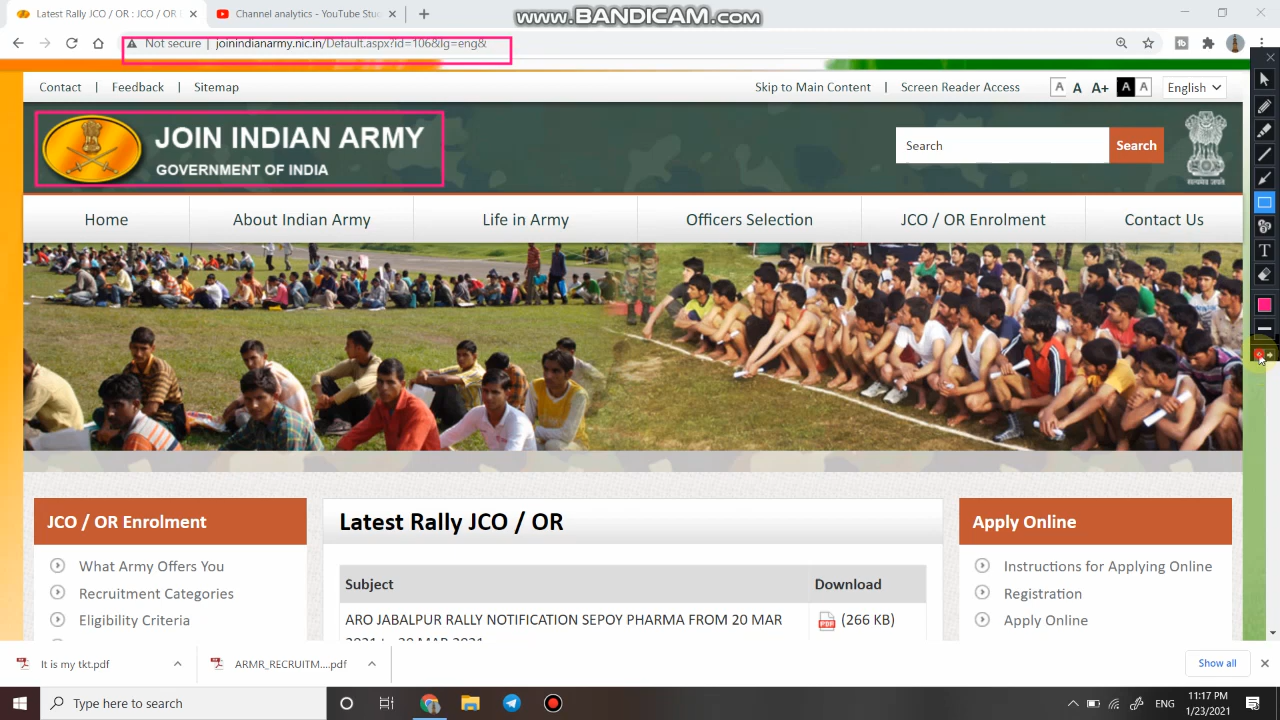 Latest Rally JCO / OR : JCO / OR
Channel analytics - YouTube Stu
www.BANDICAM.com
Not secure | joinindianarmy.nic.in/Default.aspx?id=106&lg=eng&
Contact | Feedback | Sitemap
Skip to Main Content | Screen Reader Access
A A A+ A A English
JOIN INDIAN ARMY
GOVERNMENT OF INDIA
Search Search
सत्यमेव जयते
Home About Indian Army Life in Army Officers Selection JCO / OR Enrolment Contact Us
JCO / OR Enrolment
What Army Offers You
Recruitment Categories
Eligibility Criteria
Latest Rally JCO / OR
Subject Download
ARO JABALPUR RALLY NOTIFICATION SEPOY PHARMA FROM 20 MAR (266 KB)
Apply Online
Instructions for Applying Online
Registration
Apply Online
It is my tkt.pdf
ARMR_RECRUITM....pdf
Show all
Type here to search
ENG
11:17 PM
1/23/2021